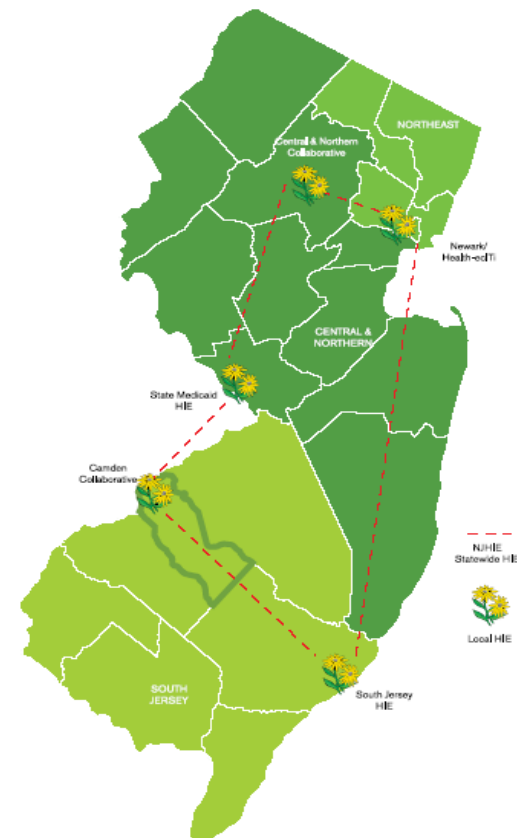 NORTHEAST
Central & Northern
Collaborative
Newark/
Health-ecITi
CENTRAL &
NORTHERN
State Medicaid
HIE
Camden
Collaborative
NJHIE
Statewide HIE
Local HIE
SOUTH
JERSEY
South Jersey
HIE